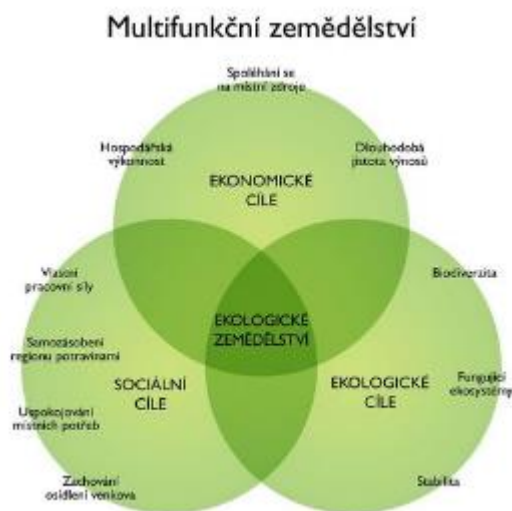 Multifunkční zemědělství
Spoléhání se
na místní zdroje
Hospodářská
výkonnost
Dlouhodobá
jistota výnosů
EKONOMICKÉ
CÍLE
Vlastní
pracovní síly
Biodiverzita
EKOLOGICKÉ
ZEMĚDĚLSTVÍ
Samozásobení
regionu potravinami
SOCIÁLNÍ
CÍLE
EKOLOGICKÉ
CÍLE
Fungující
ekosystémy
Uspokojování
místních potřeb
Zachování
osídlení venkova
Stabilita